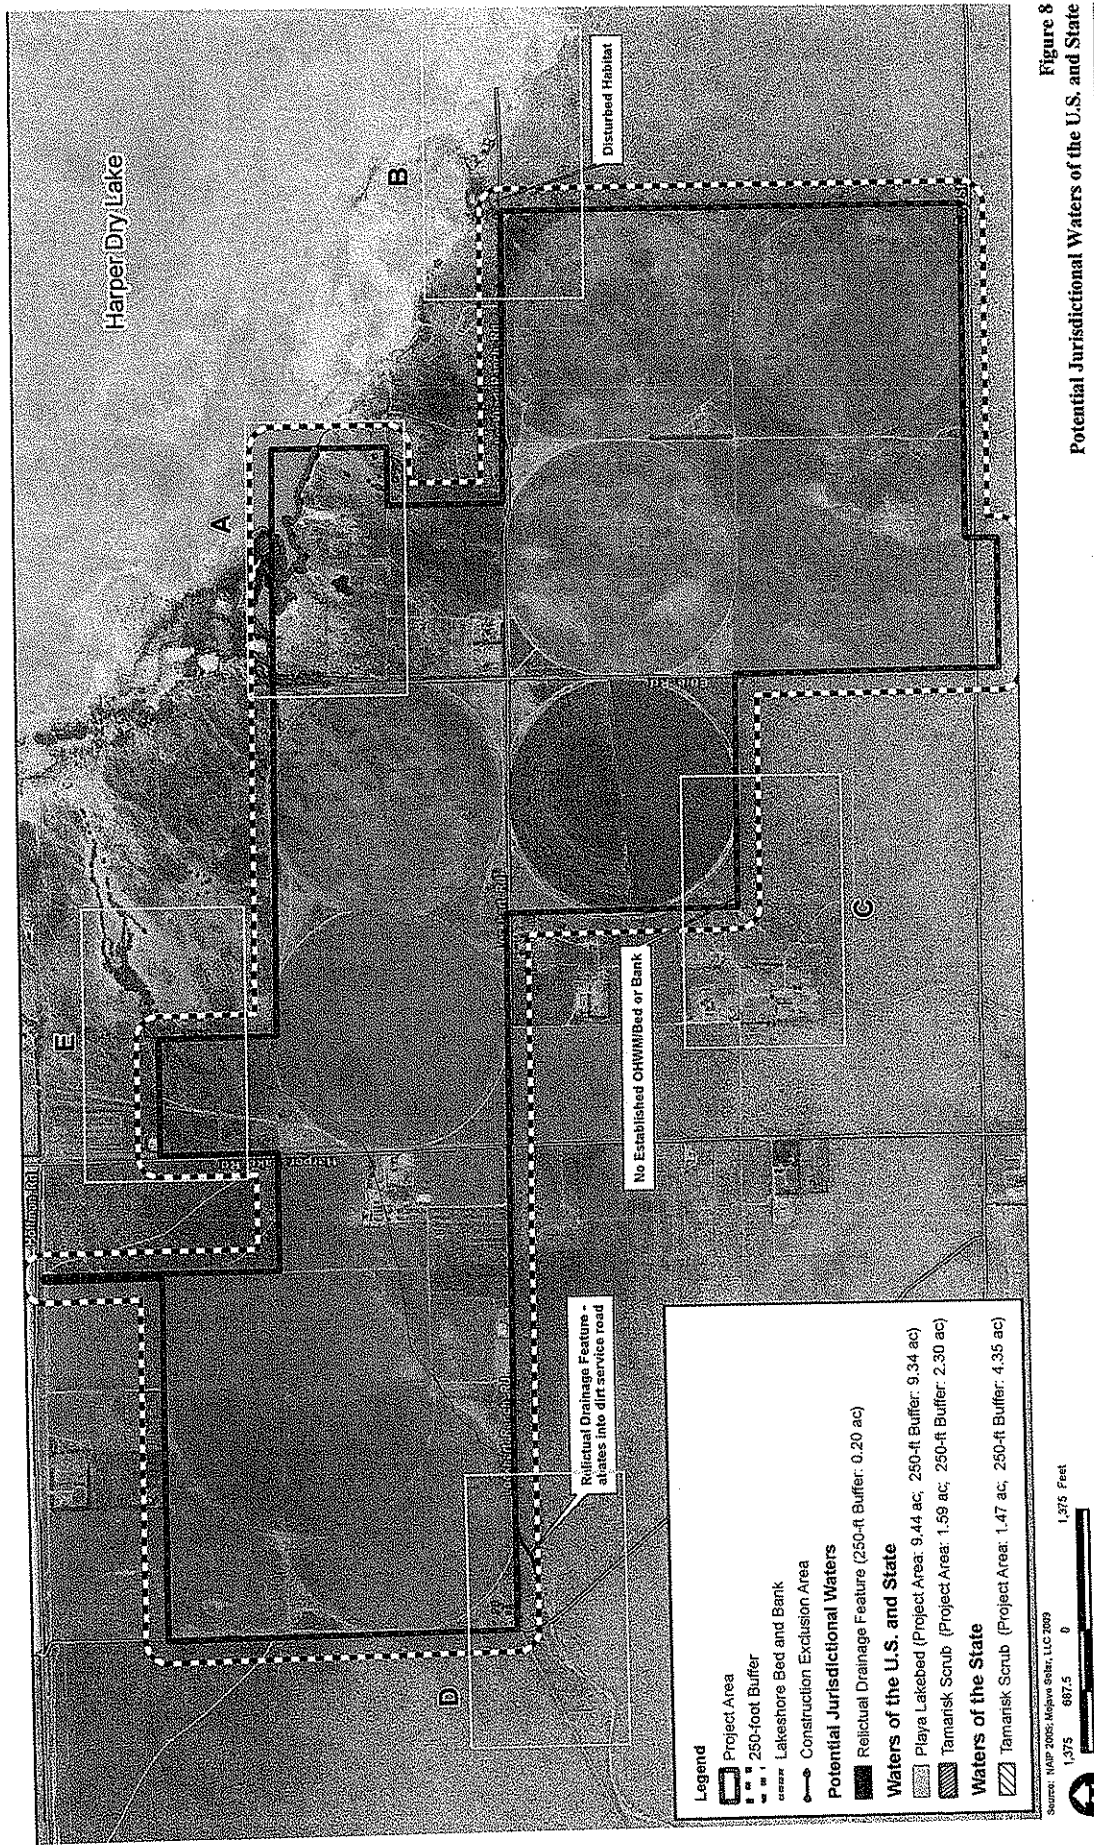 Harper Dry Lake
A
B
E
C
D
Disturbed Habitat
No Established OHWM/Bed or Bank
Relictual Drainage Feature -
abates into dirt service road
Legend
Project Area
250-foot Buffer
Lakeshore Bed and Bank
Construction Exclusion Area
Potential Jurisdictional Waters
Relictual Drainage Feature (250-ft Buffer: 0.20 ac)
Waters of the U.S. and State
Playa Lakebed (Project Area: 9.44 ac; 250-ft Buffer: 9.34 ac)
Tamarisk Scrub (Project Area: 1.59 ac; 250-ft Buffer: 2.30 ac)
Waters of the State
Tamarisk Scrub (Project Area: 1.47 ac; 250-ft Buffer: 4.35 ac)
Source: NAIP 2005; Mojave Solar, LLC 2009
1,375 687.5 0 1,375 Feet
Figure 8
Potential Jurisdictional Waters of the U.S. and State